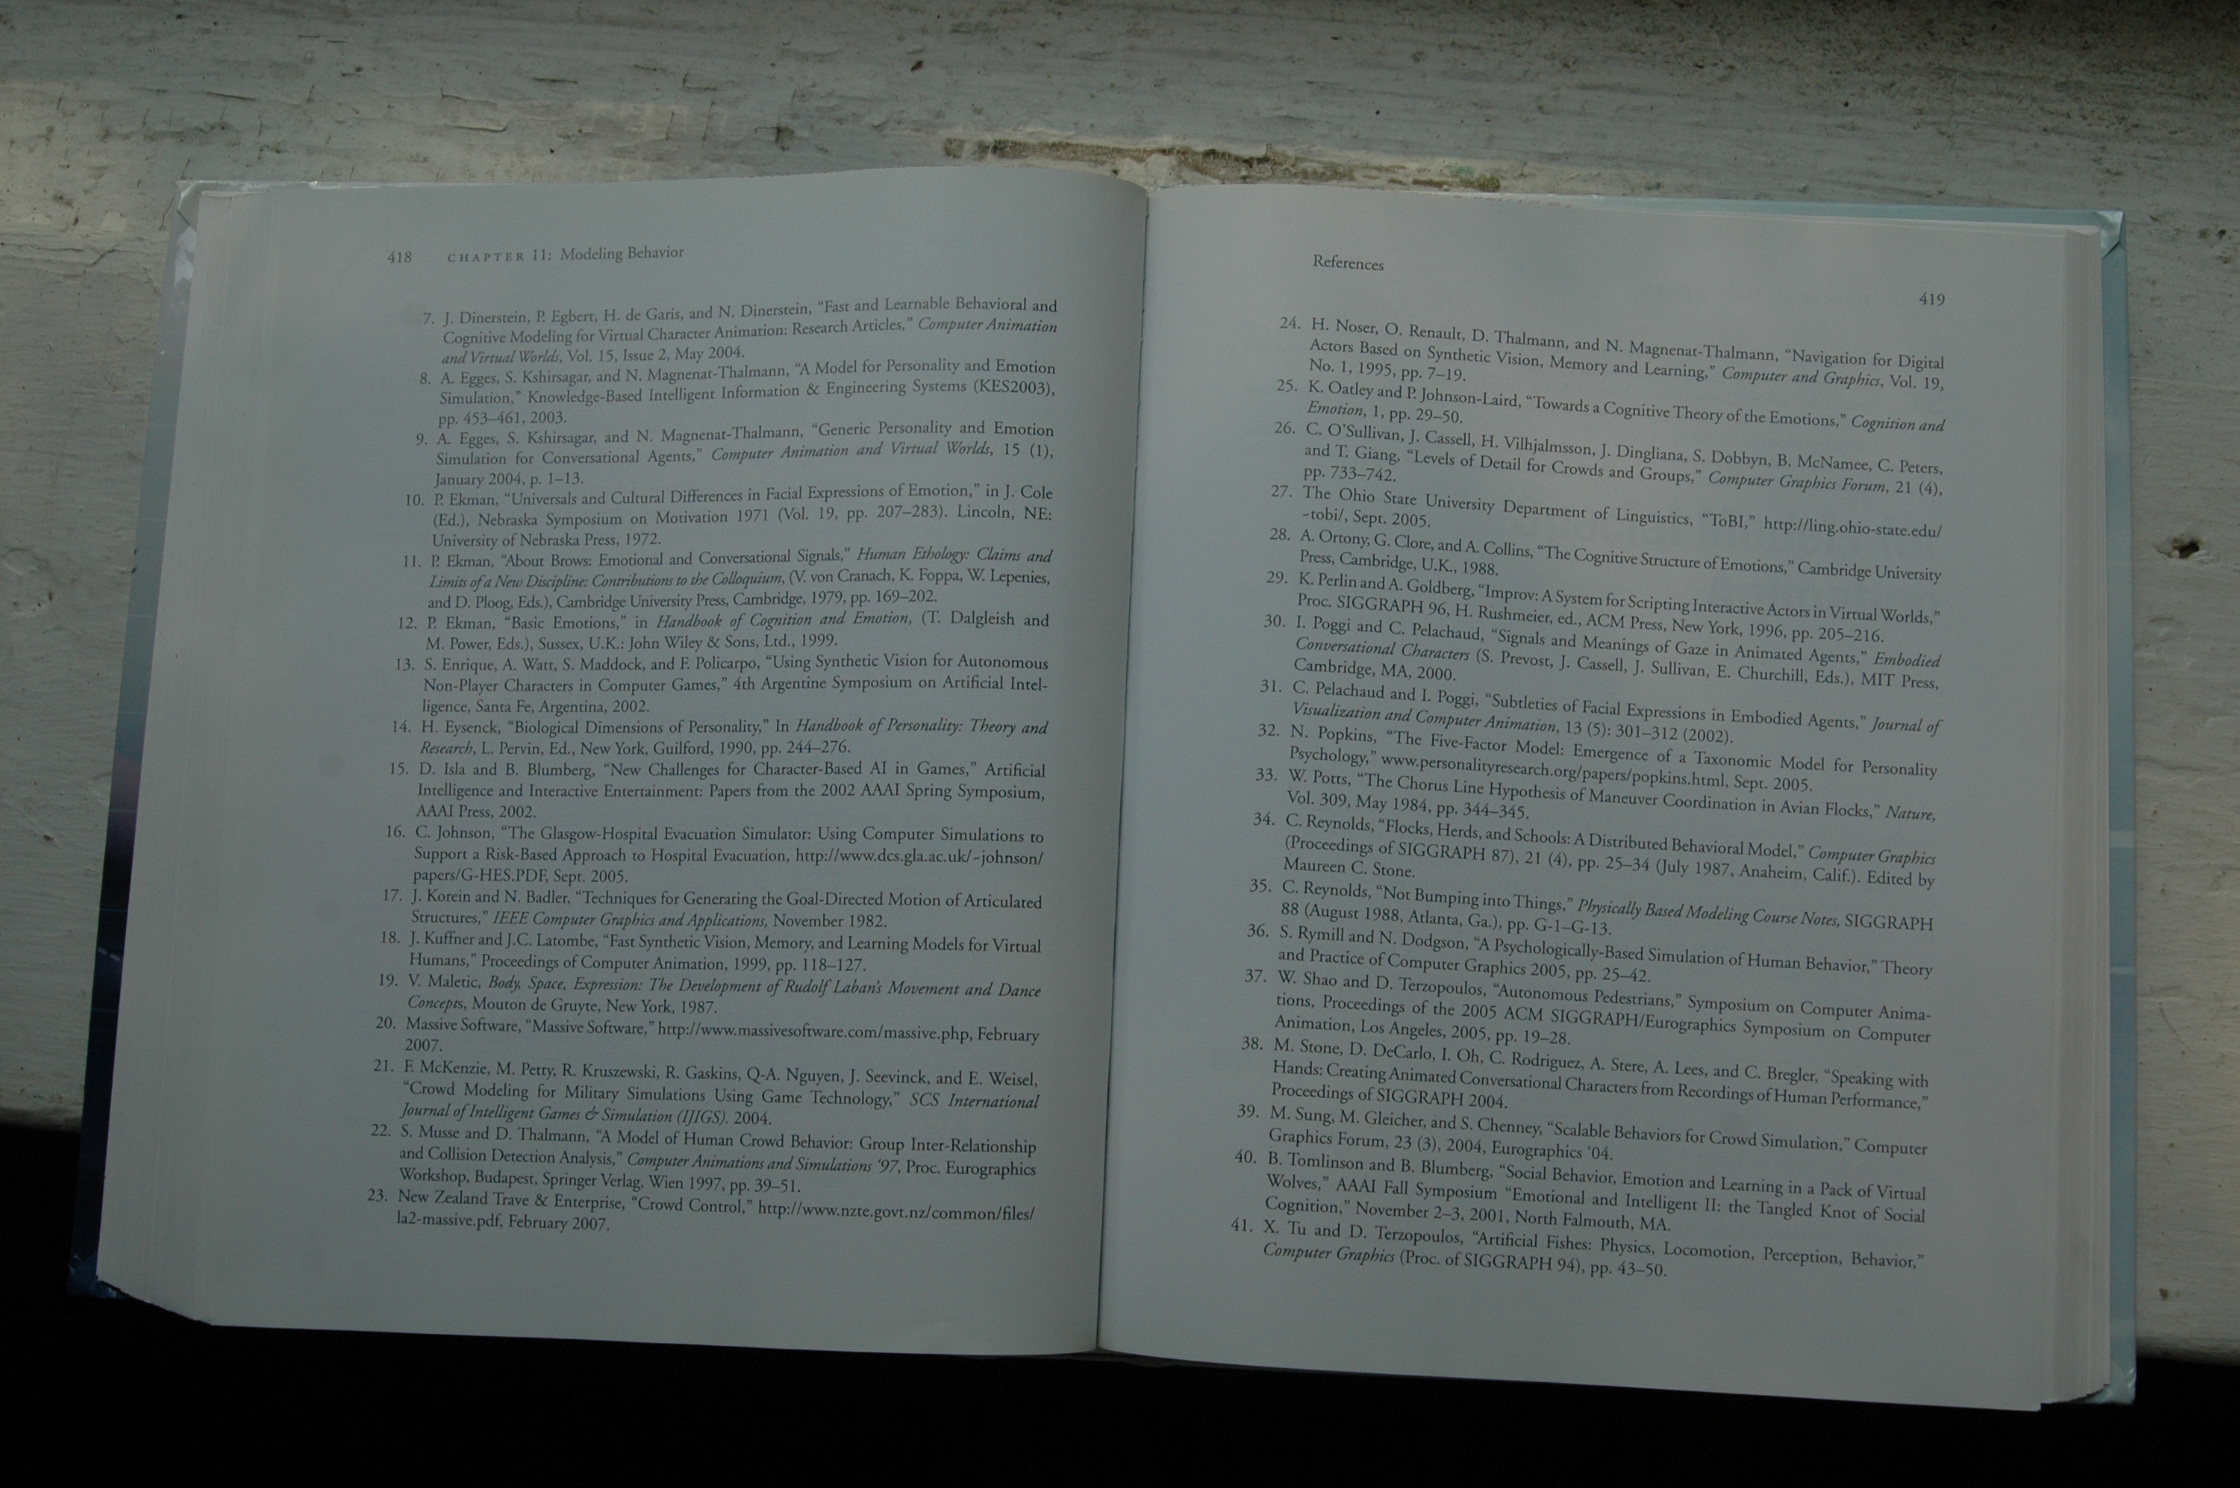 418 CHAPTER 11: Modeling Behavior
7. J. Dinerstein, P. Egbert, H. de Garis, and N. Dinerstein, “Fast and Learnable Behavioral and
Cognitive Modeling for Virtual Character Animation: Research Articles,” Computer Animation
and Virtual Worlds, Vol. 15, Issue 2, May 2004.
8. A. Egges, S. Kshirsagar, and N. Magnenat-Thalmann, “A Model for Personality and Emotion
Simulation,” Knowledge-Based Intelligent Information & Engineering Systems (KES2003),
pp. 453–461, 2003.
9. A. Egges, S. Kshirsagar, and N. Magnenat-Thalmann, “Generic Personality and Emotion
Simulation for Conversational Agents,” Computer Animation and Virtual Worlds, 15 (1),
January 2004, p. 1–13.
10. P. Ekman, “Universals and Cultural Differences in Facial Expressions of Emotion,” in J. Cole
(Ed.), Nebraska Symposium on Motivation 1971 (Vol. 19, pp. 207–283). Lincoln, NE:
University of Nebraska Press, 1972.
11. P. Ekman, “About Brows: Emotional and Conversational Signals,” Human Ethology: Claims and
Limits of a New Discipline: Contributions to the Colloquium, (V. von Cranach, K. Foppa, W. Lepenies,
and D. Ploog, Eds.), Cambridge University Press, Cambridge, 1979, pp. 169–202.
12. P. Ekman, “Basic Emotions,” in Handbook of Cognition and Emotion, (T. Dalgleish and
M. Power, Eds.), Sussex, U.K.: John Wiley & Sons, Ltd., 1999.
13. S. Enrique, A. Watt, S. Maddock, and F. Policarpo, “Using Synthetic Vision for Autonomous
Non-Player Characters in Computer Games,” 4th Argentine Symposium on Artificial Intel-
ligence, Santa Fe, Argentina, 2002.
14. H. Eysenck, “Biological Dimensions of Personality,” In Handbook of Personality: Theory and
Research, L. Pervin, Ed., New York, Guilford, 1990, pp. 244–276.
15. D. Isla and B. Blumberg, “New Challenges for Character-Based AI in Games,” Artificial
Intelligence and Interactive Entertainment: Papers from the 2002 AAAI Spring Symposium,
AAAI Press, 2002.
16. C. Johnson, “The Glasgow-Hospital Evacuation Simulator: Using Computer Simulations to
Support a Risk-Based Approach to Hospital Evacuation, http://www.dcs.gla.ac.uk/~johnson/
papers/G-HES.PDF, Sept. 2005.
17. J. Korein and N. Badler, “Techniques for Generating the Goal-Directed Motion of Articulated
Structures,” IEEE Computer Graphics and Applications, November 1982.
18. J. Kuffner and J.C. Latombe, “Fast Synthetic Vision, Memory, and Learning Models for Virtual
Humans,” Proceedings of Computer Animation, 1999, pp. 118–127.
19. V. Maletic, Body, Space, Expression: The Development of Rudolf Laban's Movement and Dance
Concepts, Mouton de Gruyte, New York, 1987.
20. Massive Software, “Massive Software,” http://www.massivesoftware.com/massive.php, February
2007.
21. F. McKenzie, M. Petty, R. Kruszewski, R. Gaskins, Q-A. Nguyen, J. Seevinck, and E. Weisel,
“Crowd Modeling for Military Simulations Using Game Technology,” SCS International
Journal of Intelligent Games & Simulation (IJIGS). 2004.
22. S. Musse and D. Thalmann, “A Model of Human Crowd Behavior: Group Inter-Relationship
and Collision Detection Analysis,” Computer Animations and Simulations '97, Proc. Eurographics
Workshop, Budapest, Springer Verlag, Wien 1997, pp. 39–51.
23. New Zealand Trave & Enterprise, “Crowd Control,” http://www.nzte.govt.nz/common/files/
la2-massive.pdf, February 2007.
References
419
24. H. Noser, O. Renault, D. Thalmann, and N. Magnenat-Thalmann, “Navigation for Digital
Actors Based on Synthetic Vision, Memory and Learning,” Computer and Graphics, Vol. 19,
No. 1, 1995, pp. 7–19.
25. K. Oatley and P. Johnson-Laird, “Towards a Cognitive Theory of the Emotions,” Cognition and
Emotion, 1, pp. 29–50.
26. C. O'Sullivan, J. Cassell, H. Vilhjalmsson, J. Dingliana, S. Dobbyn, B. McNamee, C. Peters,
and T. Giang, “Levels of Detail for Crowds and Groups,” Computer Graphics Forum, 21 (4),
pp. 733–742.
27. The Ohio State University Department of Linguistics, “ToBI,” http://ling.ohio-state.edu/
~tobi/, Sept. 2005.
28. A. Ortony, G. Clore, and A. Collins, “The Cognitive Structure of Emotions,” Cambridge University
Press, Cambridge, U.K., 1988.
29. K. Perlin and A. Goldberg, “Improv: A System for Scripting Interactive Actors in Virtual Worlds,”
Proc. SIGGRAPH 96, H. Rushmeier, ed., ACM Press, New York, 1996, pp. 205–216.
30. I. Poggi and C. Pelachaud, “Signals and Meanings of Gaze in Animated Agents,” Embodied
Conversational Characters (S. Prevost, J. Cassell, J. Sullivan, E. Churchill, Eds.), MIT Press,
Cambridge, MA, 2000.
31. C. Pelachaud and I. Poggi, “Subtleties of Facial Expressions in Embodied Agents,” Journal of
Visualization and Computer Animation, 13 (5): 301–312 (2002).
32. N. Popkins, “The Five-Factor Model: Emergence of a Taxonomic Model for Personality
Psychology,” www.personalityresearch.org/papers/popkins.html, Sept. 2005.
33. W. Potts, “The Chorus Line Hypothesis of Maneuver Coordination in Avian Flocks,” Nature,
Vol. 309, May 1984, pp. 344–345.
34. C. Reynolds, “Flocks, Herds, and Schools: A Distributed Behavioral Model,” Computer Graphics
(Proceedings of SIGGRAPH 87), 21 (4), pp. 25–34 (July 1987, Anaheim, Calif.). Edited by
Maureen C. Stone.
35. C. Reynolds, “Not Bumping into Things,” Physically Based Modeling Course Notes, SIGGRAPH
88 (August 1988, Atlanta, Ga.), pp. G-1–G-13.
36. S. Rymill and N. Dodgson, “A Psychologically-Based Simulation of Human Behavior,” Theory
and Practice of Computer Graphics 2005, pp. 25–42.
37. W. Shao and D. Terzopoulos, “Autonomous Pedestrians,” Symposium on Computer Anima-
tions, Proceedings of the 2005 ACM SIGGRAPH/Eurographics Symposium on Computer
Animation, Los Angeles, 2005, pp. 19–28.
38. M. Stone, D. DeCarlo, I. Oh, C. Rodriguez, A. Stere, A. Lees, and C. Bregler, “Speaking with
Hands: Creating Animated Conversational Characters from Recordings of Human Performance,”
Proceedings of SIGGRAPH 2004.
39. M. Sung, M. Gleicher, and S. Chenney, “Scalable Behaviors for Crowd Simulation,” Computer
Graphics Forum, 23 (3), 2004, Eurographics '04.
40. B. Tomlinson and B. Blumberg, “Social Behavior, Emotion and Learning in a Pack of Virtual
Wolves,” AAAI Fall Symposium “Emotional and Intelligent II: the Tangled Knot of Social
Cognition,” November 2–3, 2001, North Falmouth, MA.
41. X. Tu and D. Terzopoulos, “Artificial Fishes: Physics, Locomotion, Perception, Behavior,”
Computer Graphics (Proc. of SIGGRAPH 94), pp. 43–50.